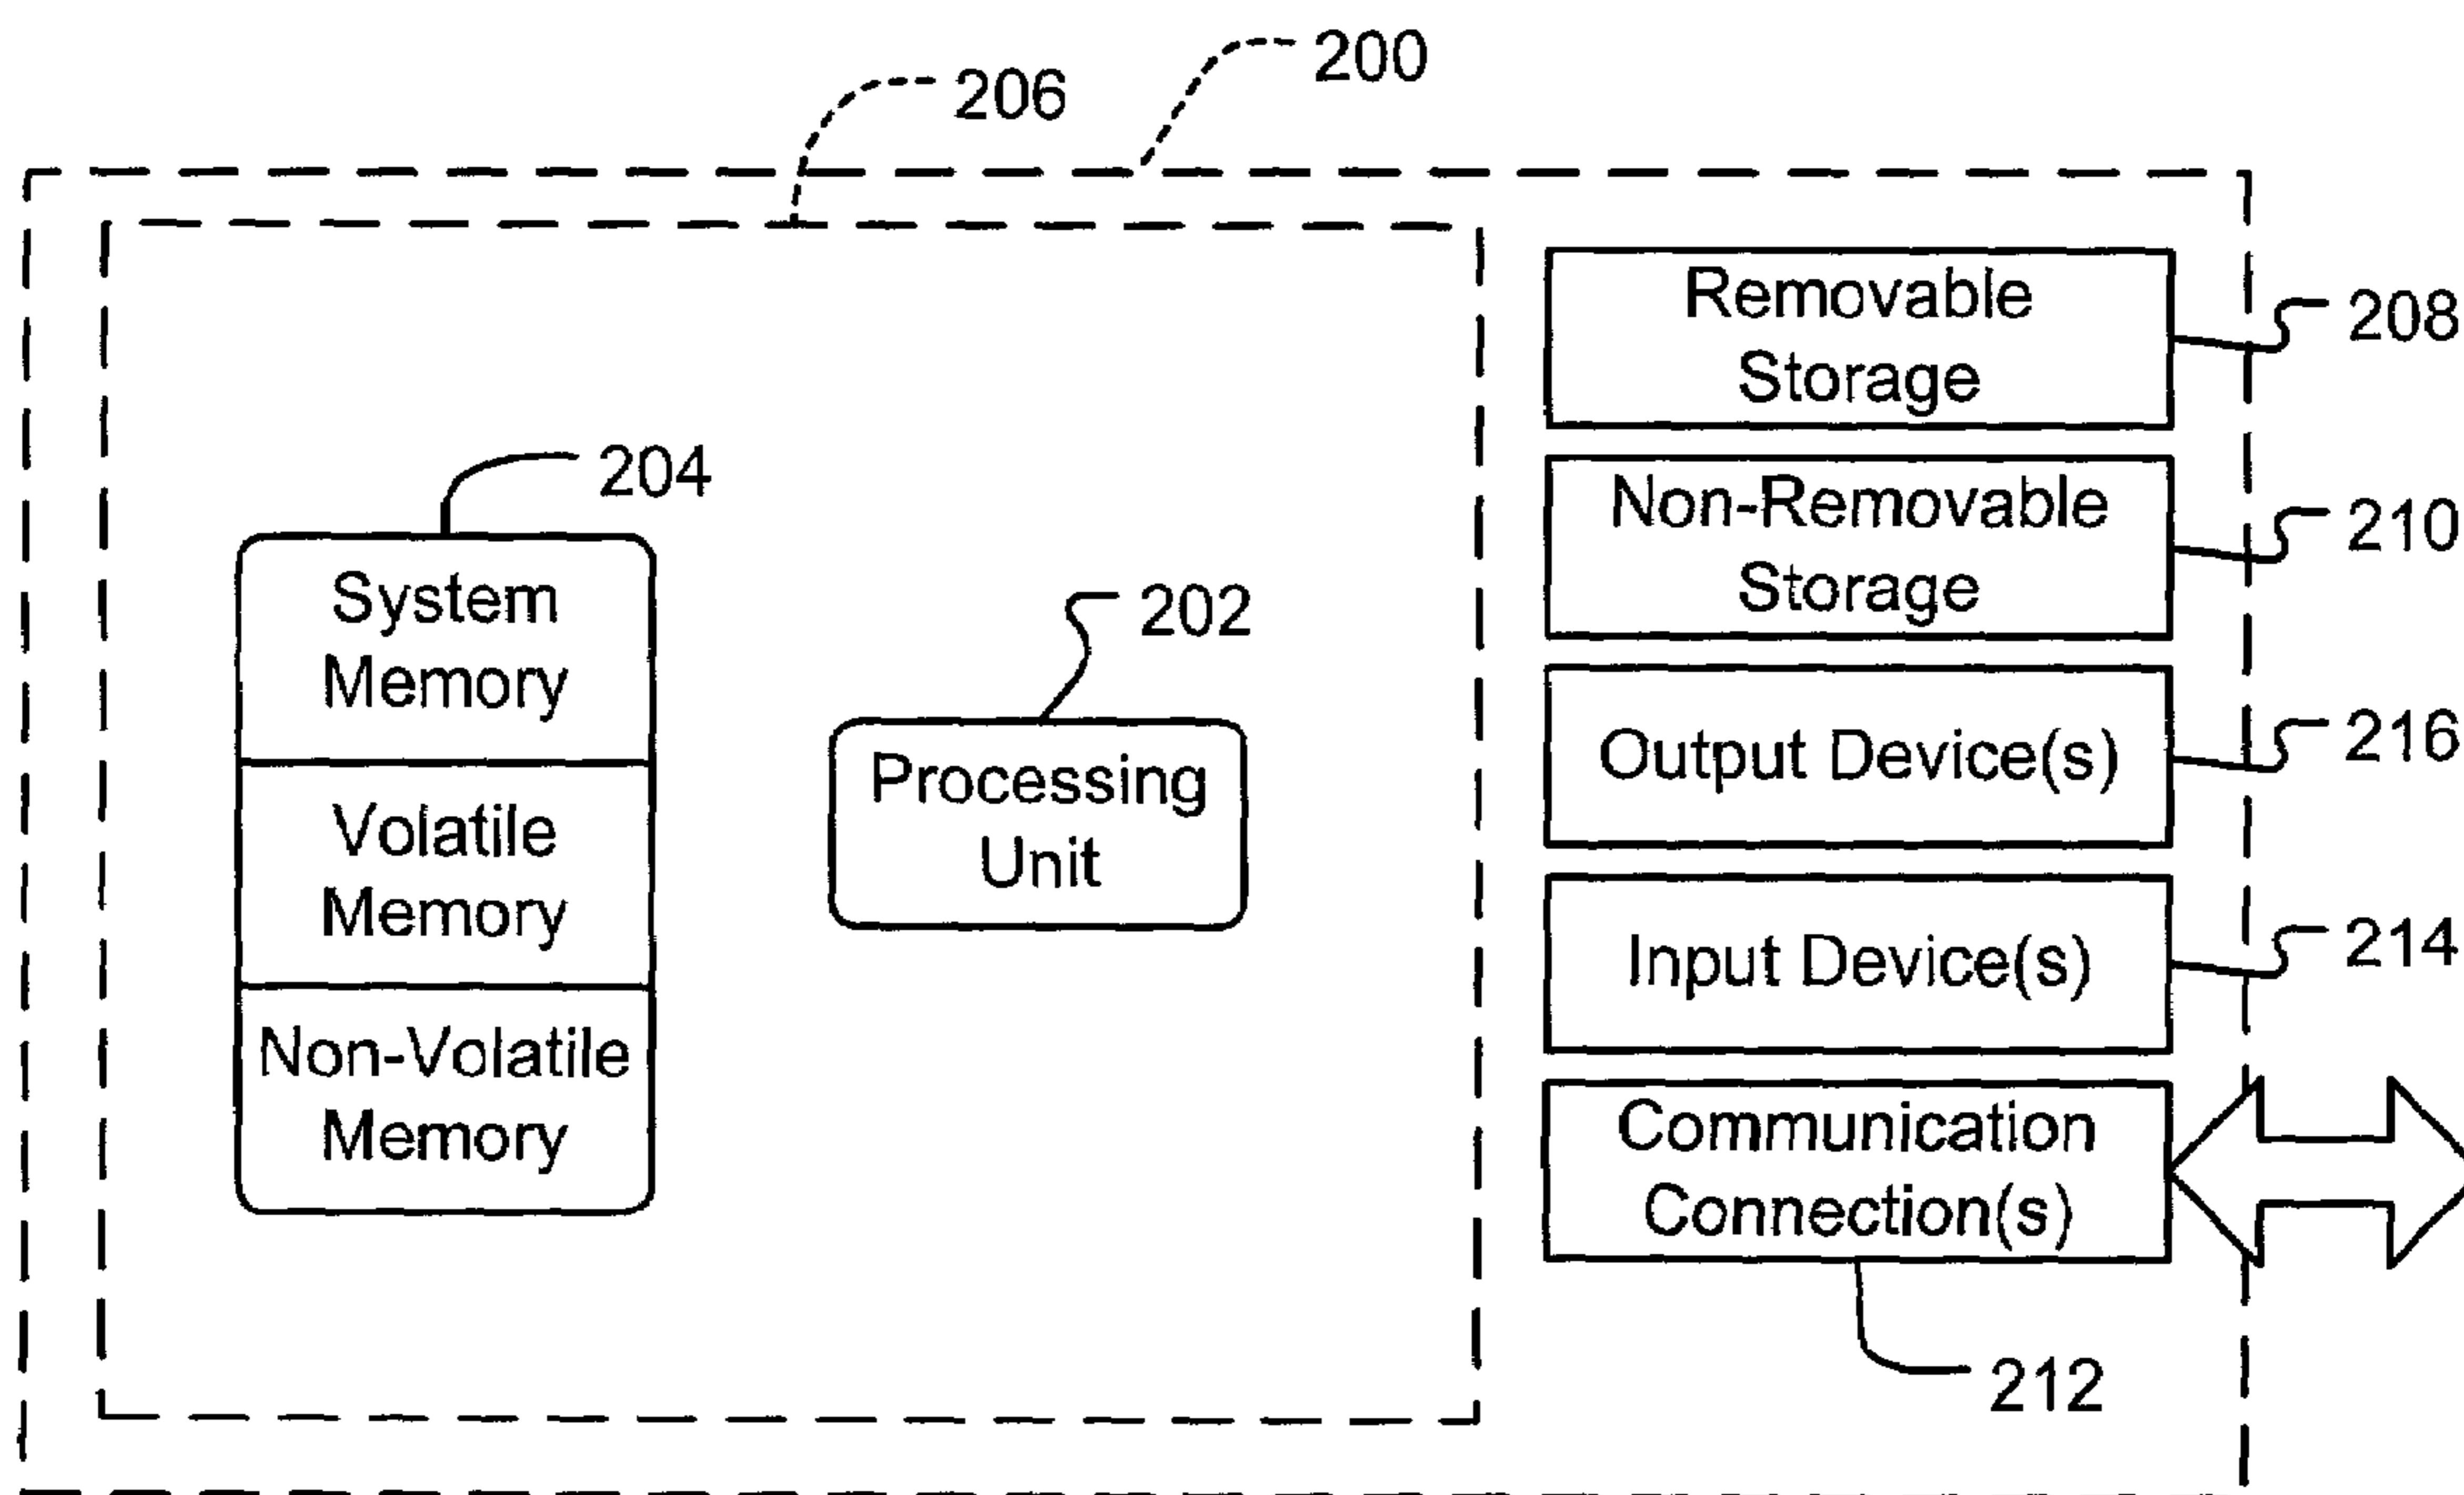 200
206
Removable
Storage
208
204
Non-Removable
Storage
210
System
Memory
202
Output Device(s)
216
Processing
Unit
Volatile
Memory
Input Device(s)
214
Non-Volatile
Memory
Communication
Connection(s)
212